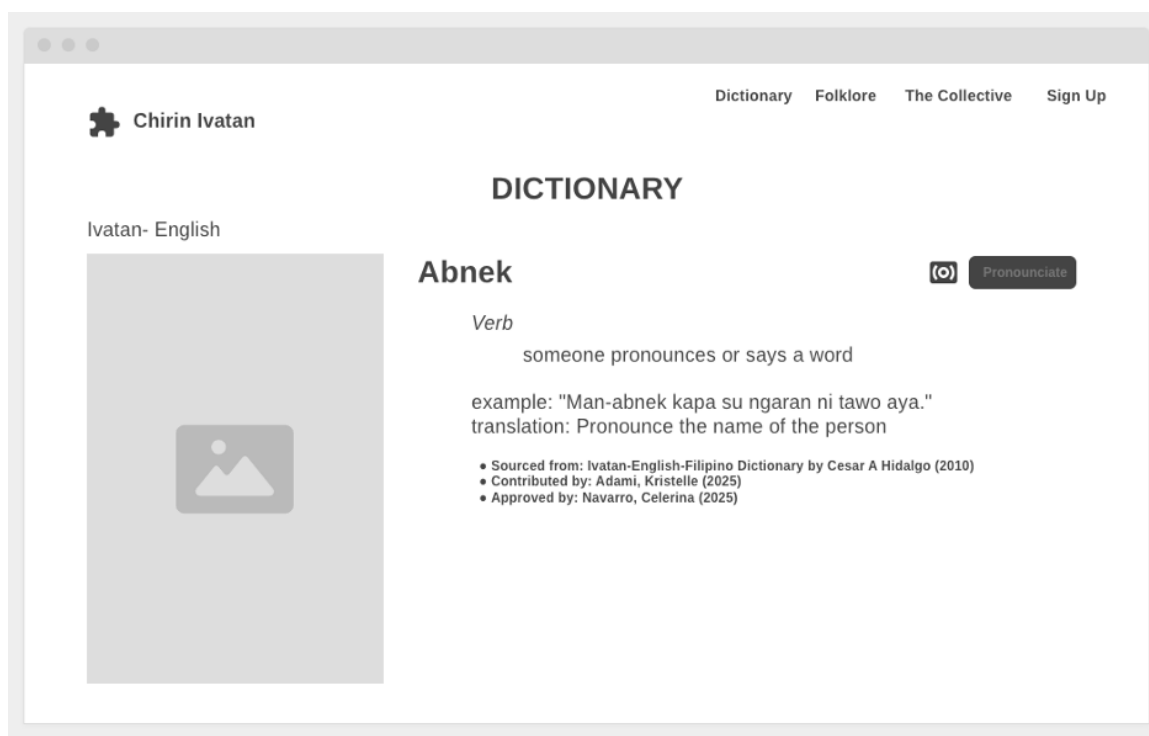 Dictionary Folklore The Collective Sign Up
Chirin Ivatan
DICTIONARY
Ivatan- English
Abnek
Pronounciate
Verb
someone pronounces or says a word
example: "Man-abnek kapa su ngaran ni tawo aya."
translation: Pronounce the name of the person
• Sourced from: Ivatan-English-Filipino Dictionary by Cesar A Hidalgo (2010)
• Contributed by: Adami, Kristelle (2025)
• Approved by: Navarro, Celerina (2025)